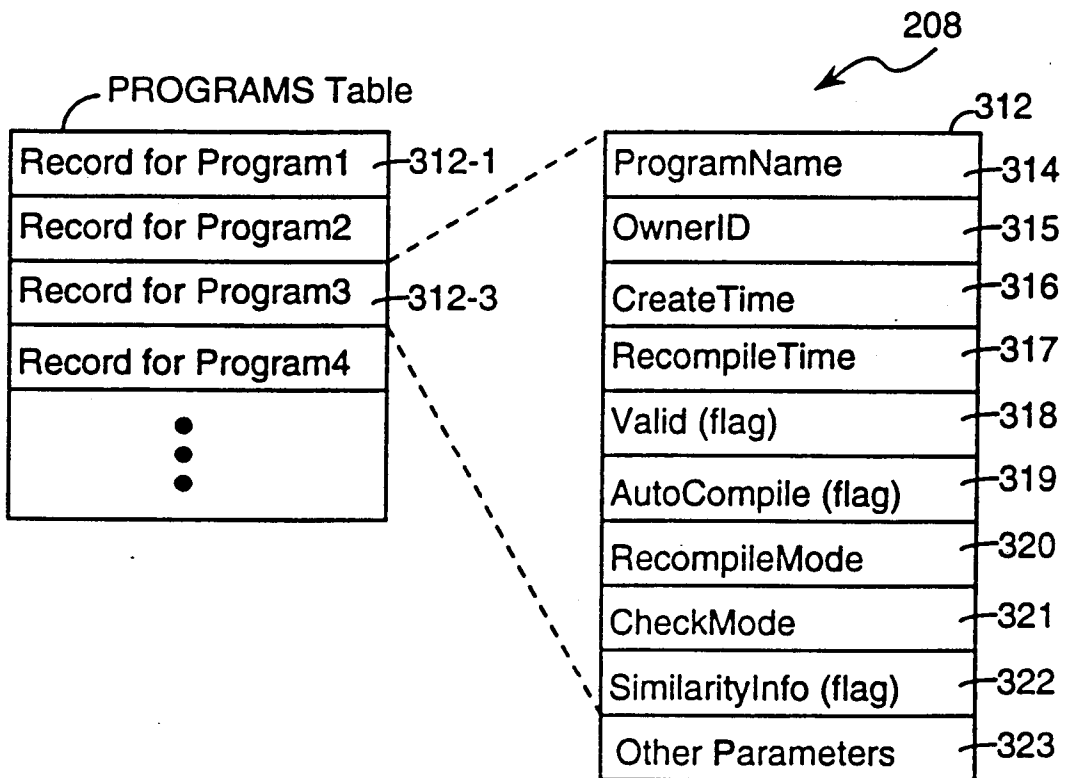 208
PROGRAMS Table
Record for Program1
312-1
Record for Program2
Record for Program3
312-3
Record for Program4
312
ProgramName
314
OwnerID
315
CreateTime
316
RecompileTime
317
Valid (flag)
318
AutoCompile (flag)
319
RecompileMode
320
CheckMode
321
SimilarityInfo (flag)
322
Other Parameters
323